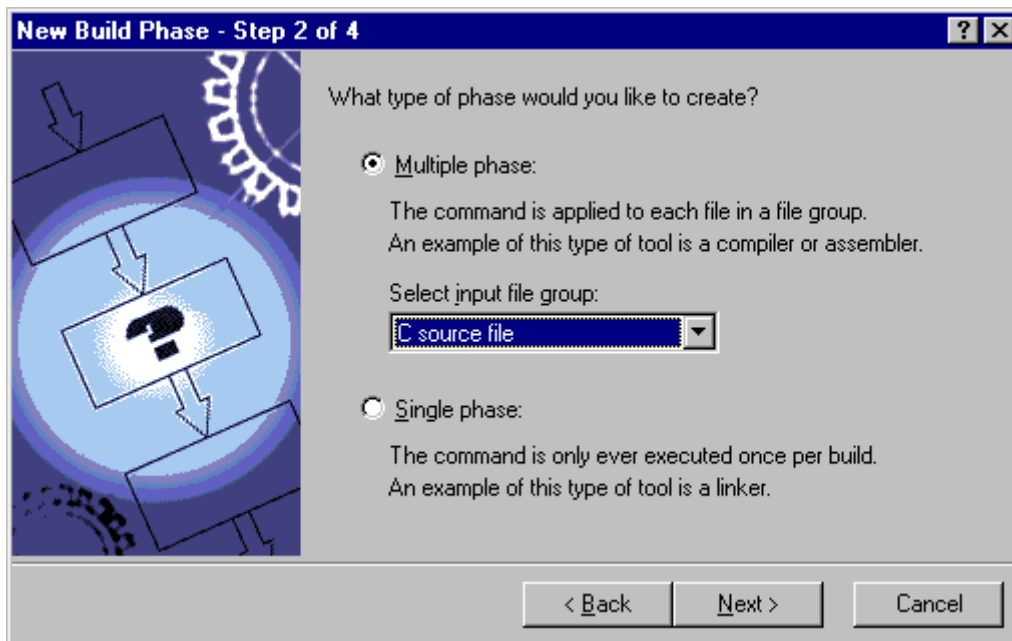 New Build Phase - Step 2 of 4
What type of phase would you like to create?
Multiple phase:
The command is applied to each file in a file group.
An example of this type of tool is a compiler or assembler.
Select input file group:
C source file
Single phase:
The command is only ever executed once per build.
An example of this type of tool is a linker.
< Back
Next >
Cancel